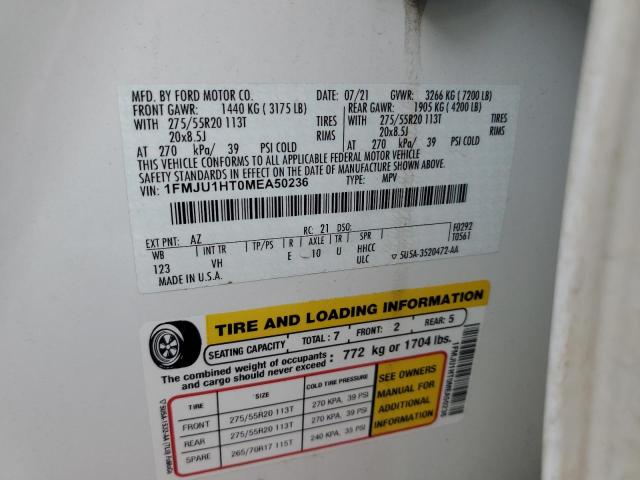 MFD. BY FORD MOTOR CO. DATE: 07/21 GVWR: 3266 KG ( 7200 LB)
FRONT GAWR: 1440 KG ( 3175 LB) REAR GAWR: 1905 KG ( 4200 LB)
WITH 275/55R20 113T TIRES WITH 275/55R20 113T TIRES
20x8.5J RIMS 20x8.5J RIMS
AT 270 kPa/ 39 PSI COLD AT 270 kPa/ 39 PSI COLD
THIS VEHICLE CONFORMS TO ALL APPLICABLE FEDERAL MOTOR VEHICLE
SAFETY STANDARDS IN EFFECT ON THE DATE OF MANUFACTURE SHOWN ABOVE.
VIN: 1FMJU1HT0MEA50236 TYPE: MPV
EXT PNT: AZ RC: 21 DSO: F0292
WB INT TR TP/PS R AXLE TR SPR T0561
123 VH E 10 U HHCC
ULC 5U5A-3520472-AA
MADE IN U.S.A.
TIRE AND LOADING INFORMATION
SEATING CAPACITY TOTAL: 7 FRONT: 2 REAR: 5
The combined weight of occupants and cargo should never exceed : 772 kg or 1704 lbs.
TIRE SIZE COLD TIRE PRESSURE
FRONT 275/55R20 113T 270 KPA, 39 PSI
REAR 275/55R20 113T 270 KPA, 39 PSI
SPARE 265/70R17 115T 240 KPA, 35 PSI
SEE OWNERS
MANUAL FOR
ADDITIONAL
INFORMATION
1FMJU1HT0MEA50236